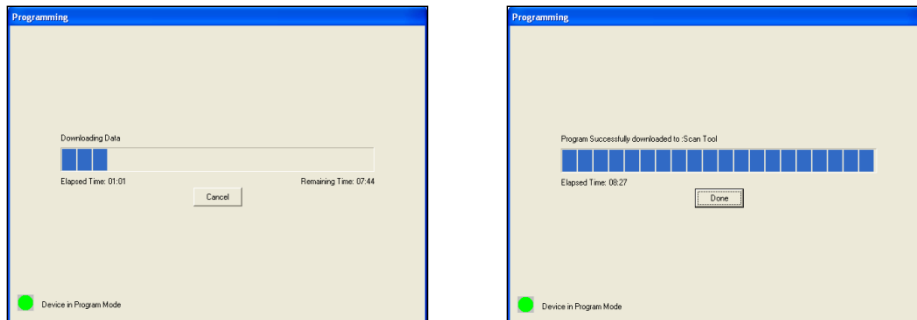 Programming
Downloading Data
Elapsed Time: 01:01
Remaining Time: 07:44
Cancel
Device in Program Mode
Programming
Program Successfully downloaded to :Scan Tool
Elapsed Time: 08:27
Done
Device in Program Mode